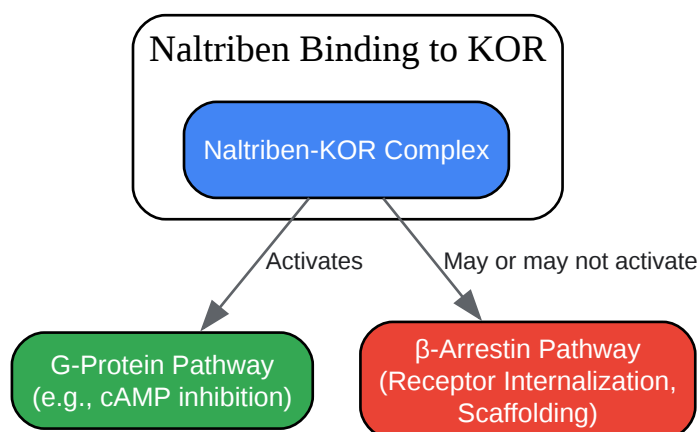 Naltriben Binding to KOR
Naltriben-KOR Complex
Activates
May or may not activate
G-Protein Pathway
(e.g., cAMP inhibition)
β-Arrestin Pathway
(Receptor Internalization,
Scaffolding)